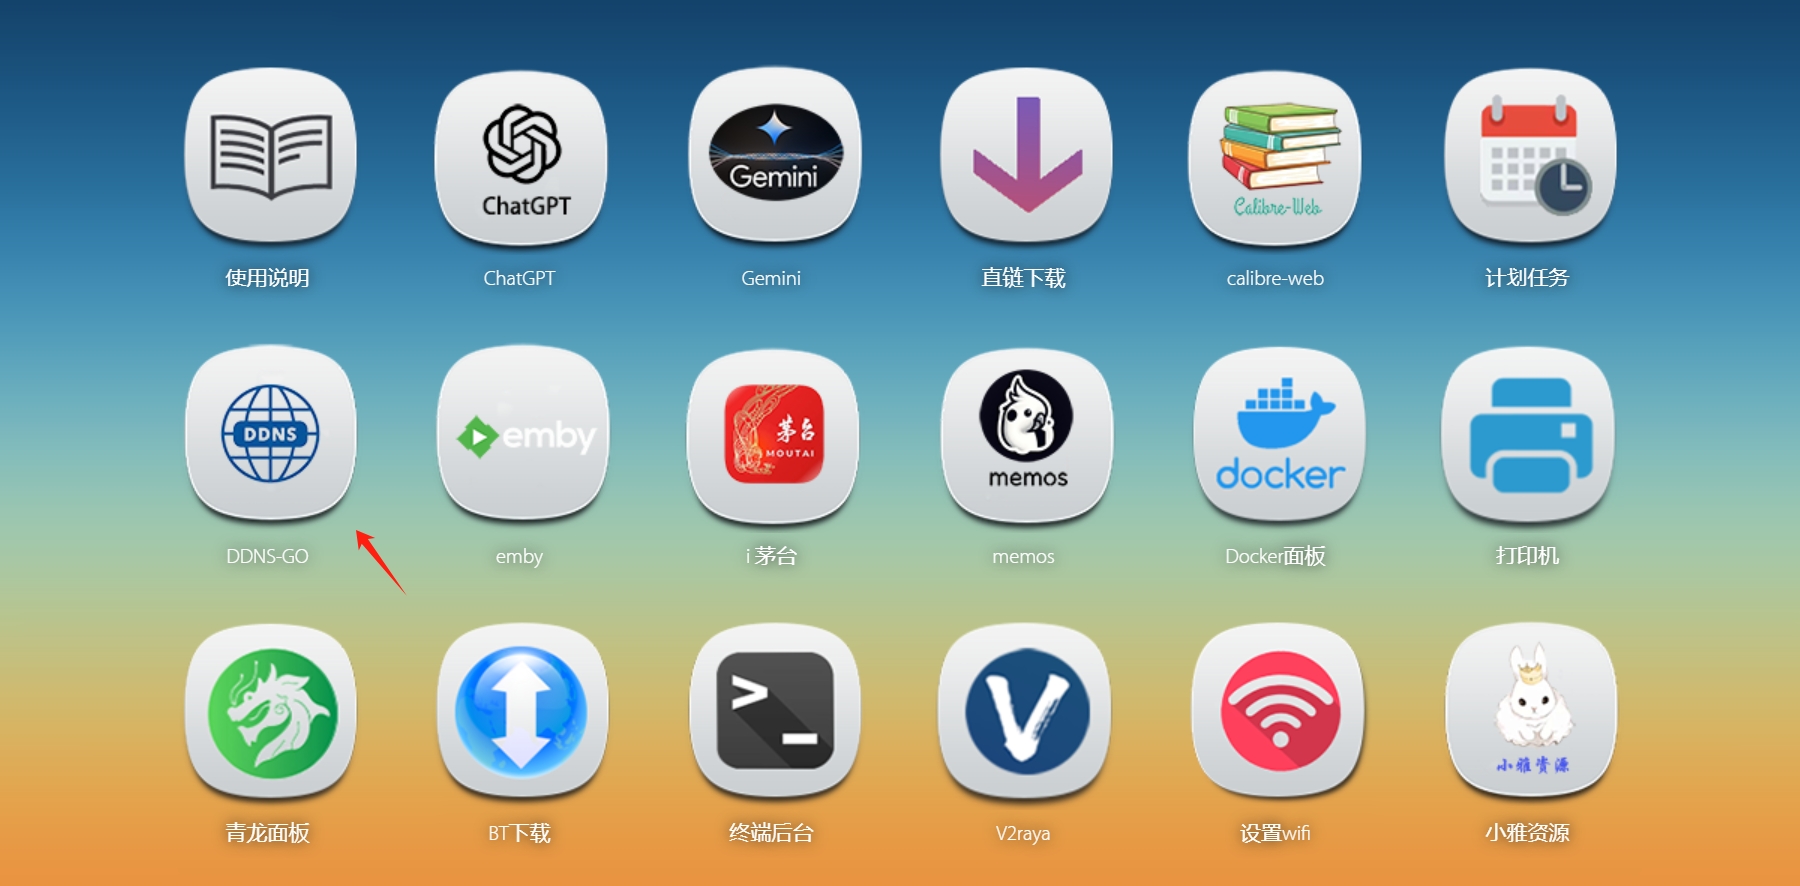 ChatGPT
Gemini
Calibre-Web
使用说明
ChatGPT
Gemini
直链下载
calibre-web
计划任务
DDNS
emby
茅台
MOUTAI
memos
docker
DDNS-GO
emby
i 茅台
memos
Docker面板
打印机
>_
V
小雅资源
青龙面板
BT下载
终端后台
V2raya
设置wifi
小雅资源